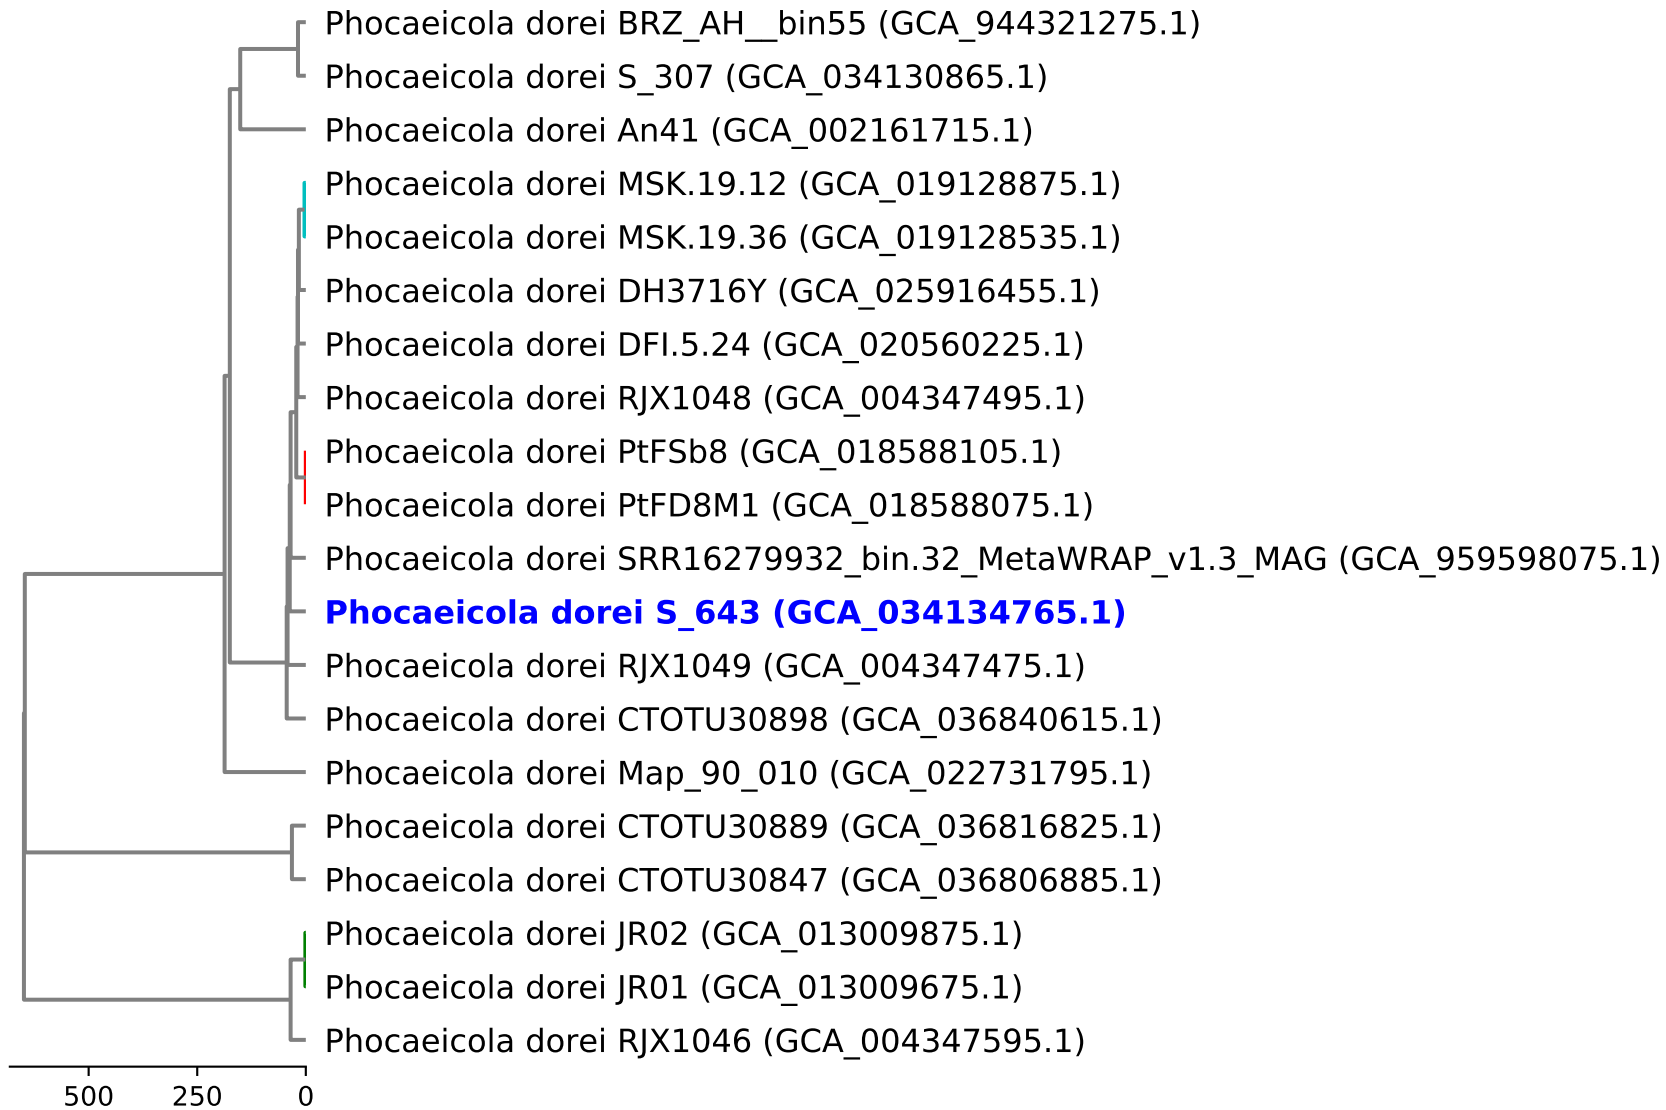 Phocaeicola dorei BRZ_AH__bin55 (GCA_944321275.1)
Phocaeicola dorei S_307 (GCA_034130865.1)
Phocaeicola dorei An41 (GCA_002161715.1)
Phocaeicola dorei MSK.19.12 (GCA_019128875.1)
Phocaeicola dorei MSK.19.36 (GCA_019128535.1)
Phocaeicola dorei DH3716Y (GCA_025916455.1)
Phocaeicola dorei DFI.5.24 (GCA_020560225.1)
Phocaeicola dorei RJX1048 (GCA_004347495.1)
Phocaeicola dorei PtFSb8 (GCA_018588105.1)
Phocaeicola dorei PtFD8M1 (GCA_018588075.1)
Phocaeicola dorei SRR16279932_bin.32_MetaWRAP_v1.3_MAG (GCA_959598075.1)
Phocaeicola dorei S_643 (GCA_034134765.1)
Phocaeicola dorei RJX1049 (GCA_004347475.1)
Phocaeicola dorei CTOTU30898 (GCA_036840615.1)
Phocaeicola dorei Map_90_010 (GCA_022731795.1)
Phocaeicola dorei CTOTU30889 (GCA_036816825.1)
Phocaeicola dorei CTOTU30847 (GCA_036806885.1)
Phocaeicola dorei JR02 (GCA_013009875.1)
Phocaeicola dorei JR01 (GCA_013009675.1)
Phocaeicola dorei RJX1046 (GCA_004347595.1)
500 250 0